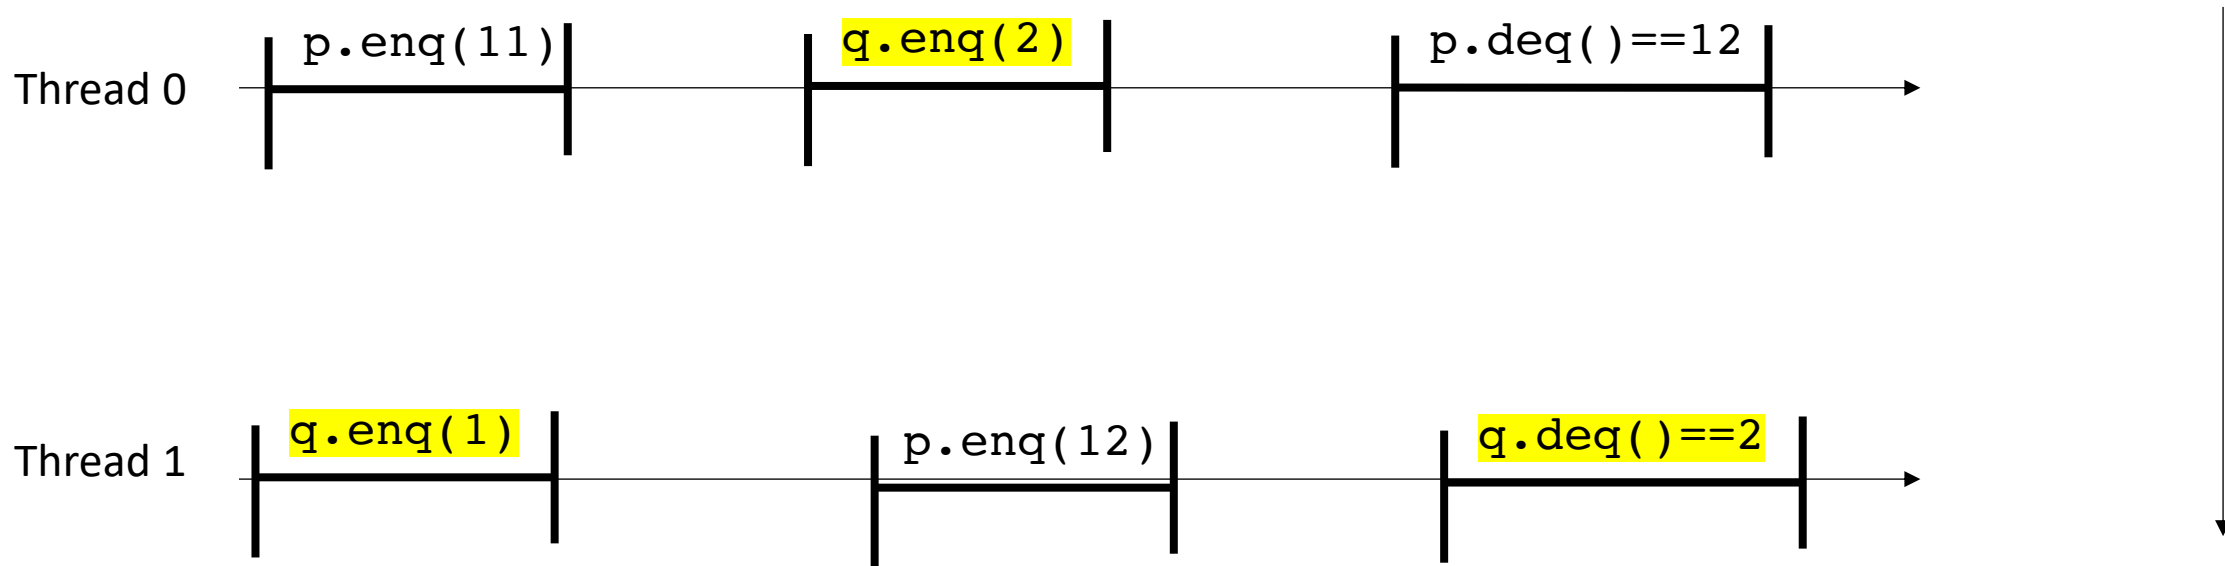 p.enq(11)
q.enq(2)
p.deq()==12
Thread 0
q.enq(1)
p.enq(12)
q.deq()==2
Thread 1